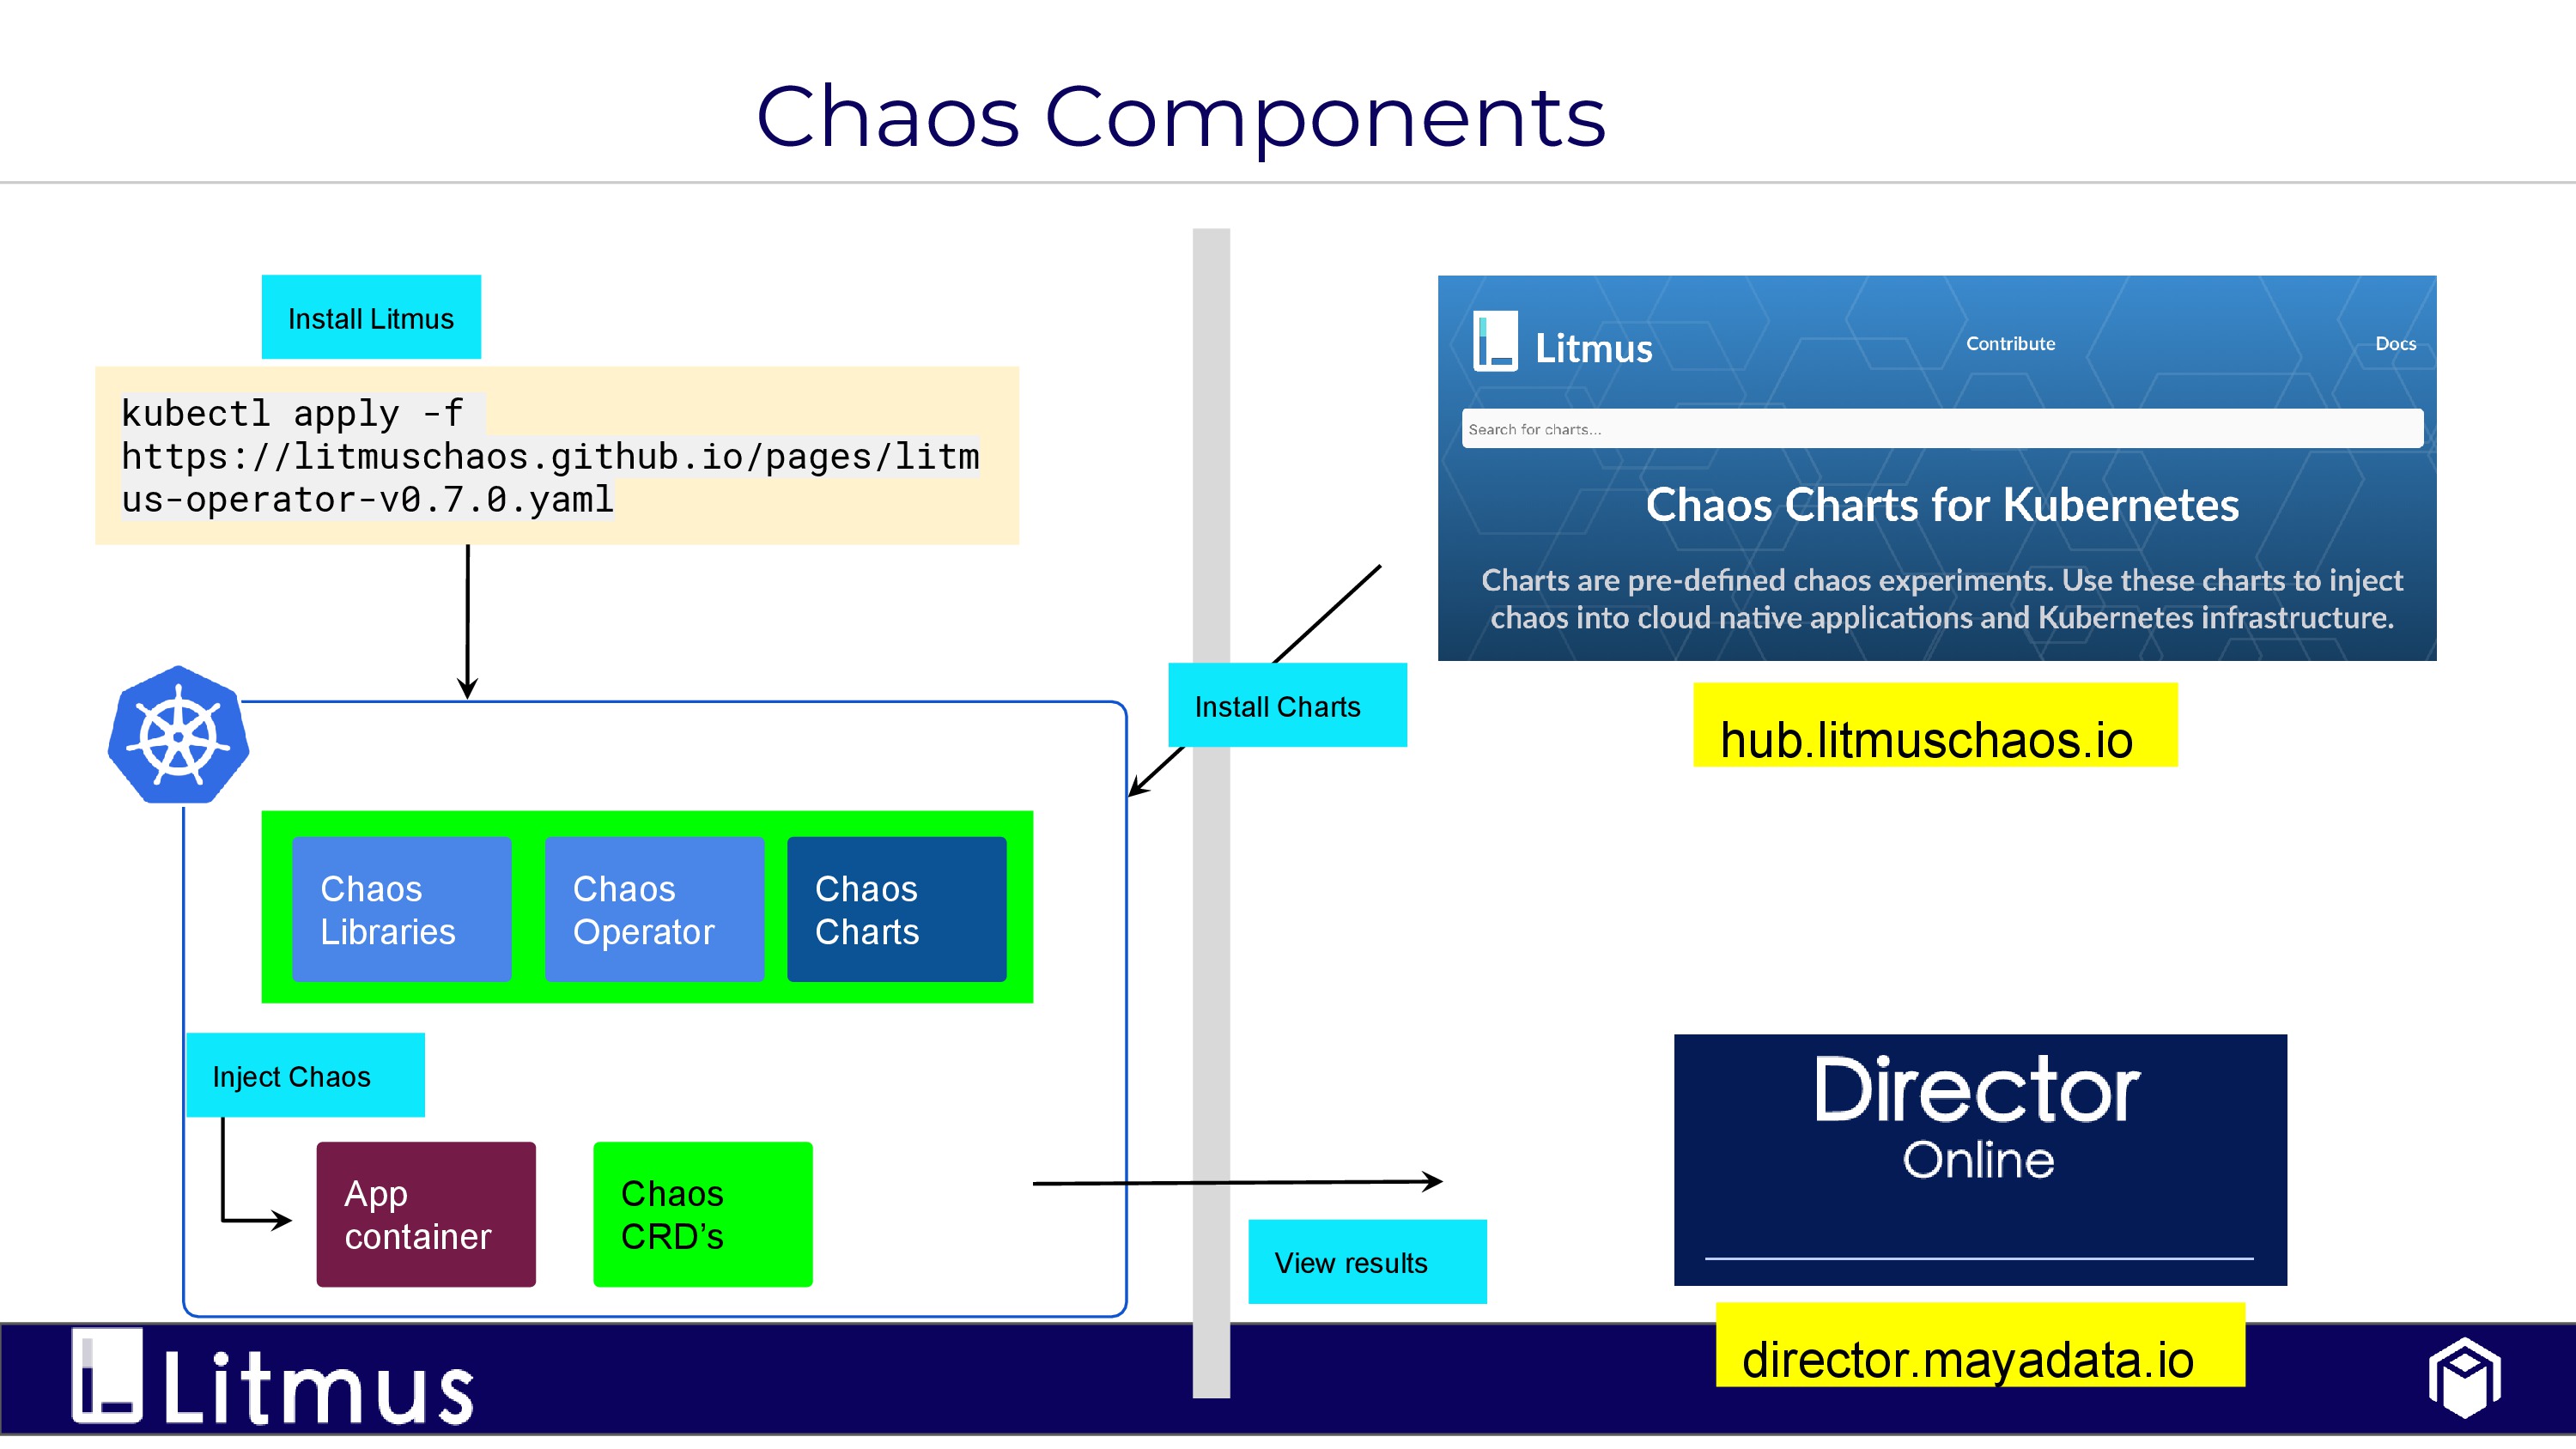 Chaos Components
Install Litmus
kubectl apply -f
https://litmuschaos.github.io/pages/litm
us-operator-v0.7.0.yaml
Litmus
Contribute
Docs
Search for charts...
Chaos Charts for Kubernetes
Charts are pre-defined chaos experiments. Use these charts to inject
chaos into cloud native applications and Kubernetes infrastructure.
Install Charts
hub.litmuschaos.io
Chaos
Libraries
Chaos
Operator
Chaos
Charts
Inject Chaos
App
container
Chaos
CRD’s
View results
Director
Online
director.mayadata.io
Litmus